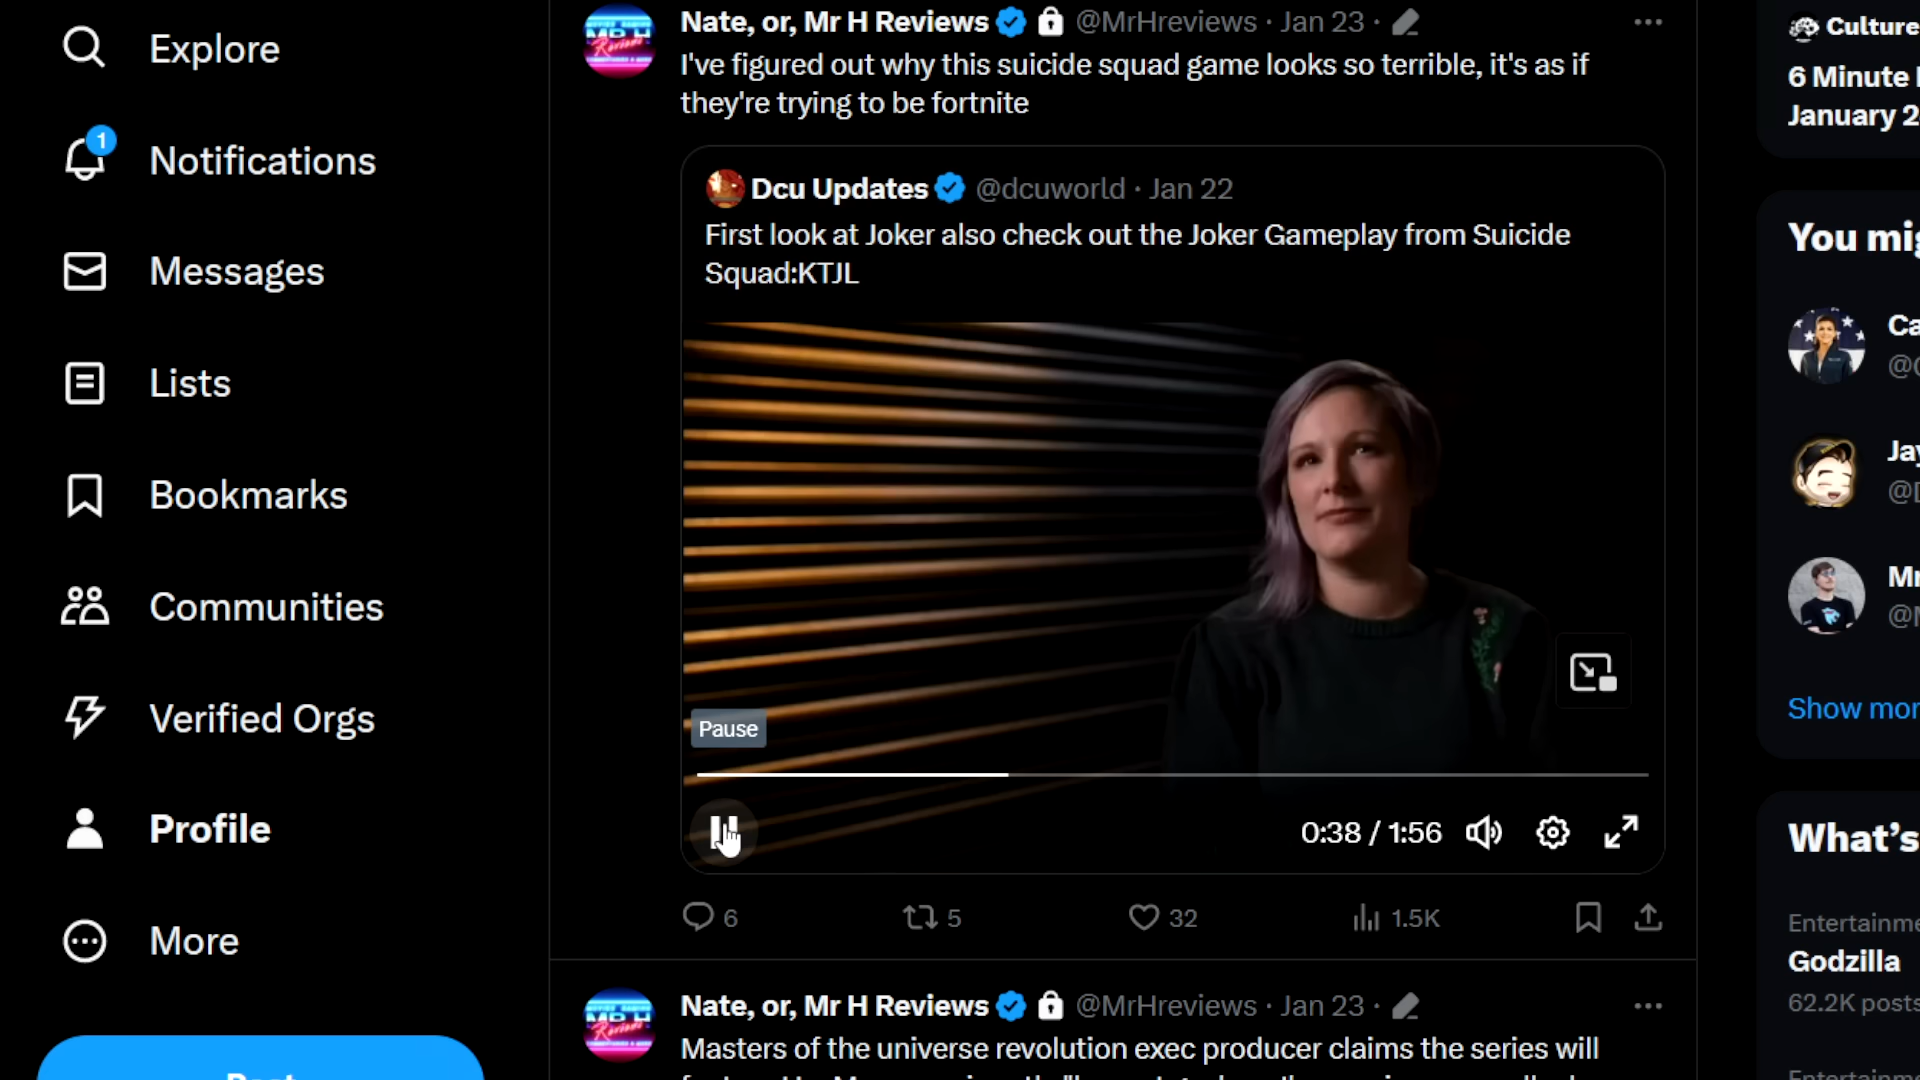 Explore
Notifications
1
Messages
Lists
Bookmarks
Communities
Verified Orgs
Profile
More
Nate, or, Mr H Reviews @MrHreviews · Jan 23 ·
I've figured out why this suicide squad game looks so terrible, it's as if
they're trying to be fortnite
Dcu Updates @dcuworld · Jan 22
First look at Joker also check out the Joker Gameplay from Suicide
Squad:KTJL
Pause
0:38 / 1:56
6 5 32 1.5K
Nate, or, Mr H Reviews @MrHreviews · Jan 23 ·
Masters of the universe revolution exec producer claims the series will
Culture
6 Minute
January 2
You mig
Ca
Jay
Mr
Show mor
What's
Entertainme
Godzilla
62.2K posts